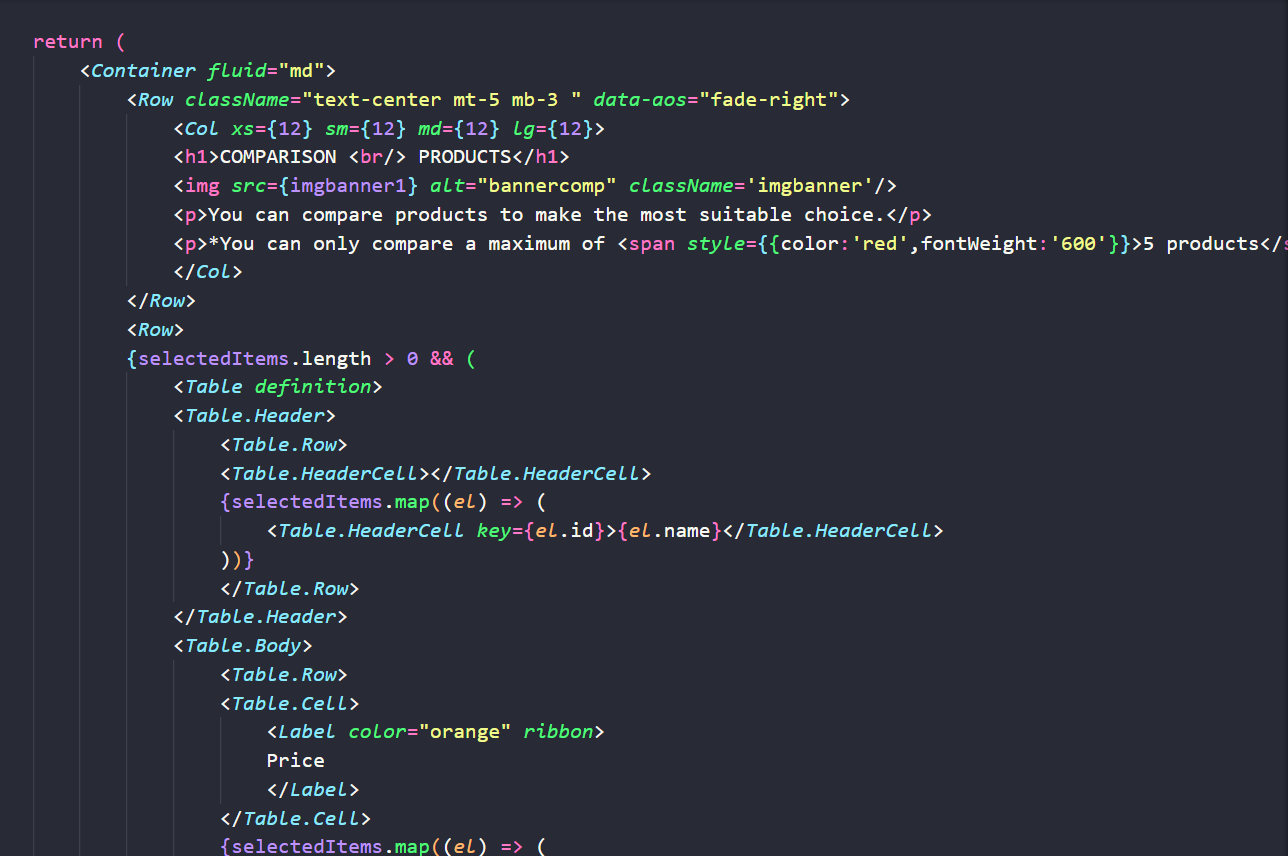 return (
<Container fluid="md">
<Row className="text-center mt-5 mb-3 " data-aos="fade-right">
<Col xs={12} sm={12} md={12} lg={12}>
<h1>COMPARISON <br/> PRODUCTS</h1>
<img src={imgbanner1} alt="bannercomp" className='imgbanner'/>
<p>You can compare products to make the most suitable choice.</p>
<p>*You can only compare a maximum of <span style={{color:'red',fontWeight:'600'}}>5 products</s
</Col>
</Row>
<Row>
{selectedItems.length > 0 && (
<Table definition>
<Table.Header>
<Table.Row>
<Table.HeaderCell></Table.HeaderCell>
{selectedItems.map((el) => (
<Table.HeaderCell key={el.id}>{el.name}</Table.HeaderCell>
))}
</Table.Row>
</Table.Header>
<Table.Body>
<Table.Row>
<Table.Cell>
<Label color="orange" ribbon>
Price
</Label>
</Table.Cell>
{selectedItems.map((el) => (